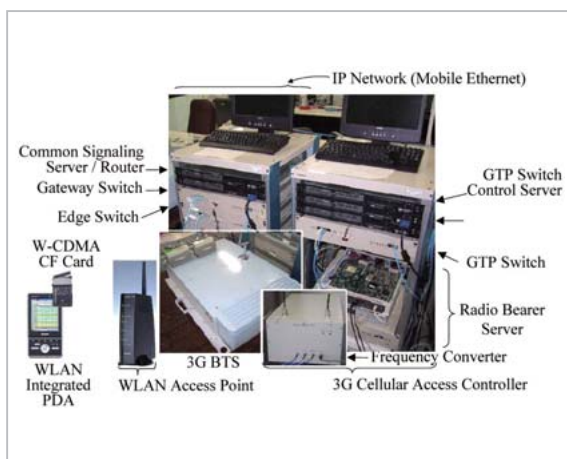 IP Network (Mobile Ethernet)
Common Signaling
Server / Router
Gateway Switch
Edge Switch
GTP Switch
Control Server
GTP Switch
W-CDMA
CF Card
Radio Bearer
Server
WLAN
Integrated
PDA
3G BTS
WLAN Access Point
Frequency Converter
3G Cellular Access Controller